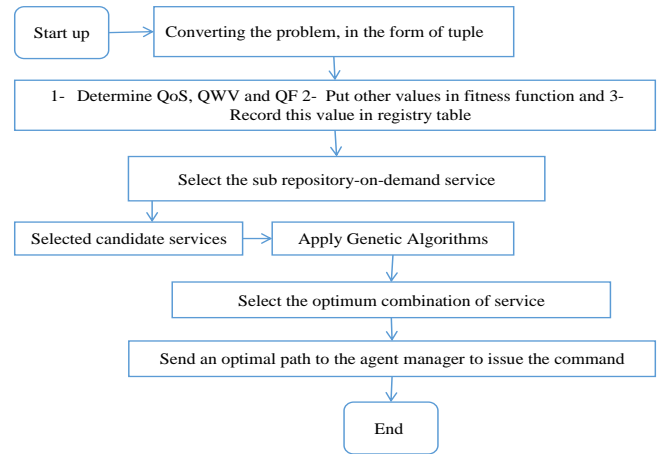 Start up
Converting the problem, in the form of tuple
1- Determine QoS, QWV and QF 2- Put other values in fitness function and 3-
Record this value in registry table
Select the sub repository-on-demand service
Selected candidate services
Apply Genetic Algorithms
Select the optimum combination of service
Send an optimal path to the agent manager to issue the command
End